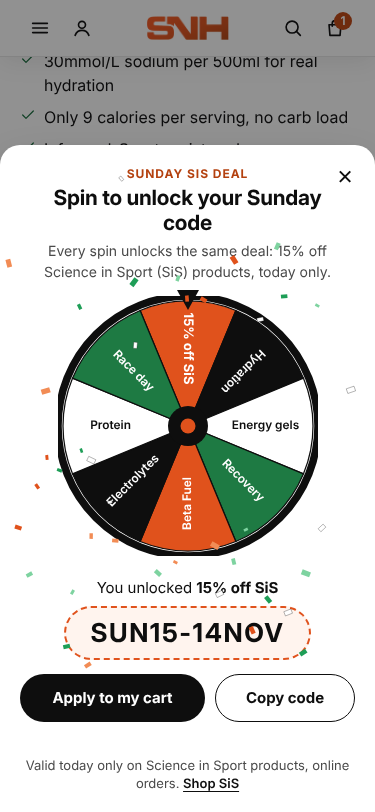 SNH
1
30mmol/L sodium per 500ml for real
hydration
Only 9 calories per serving, no carb load
SUNDAY SIS DEAL
Spin to unlock your Sunday
code
Every spin unlocks the same deal: 15% off
Science in Sport (SiS) products, today only.
15% off SiS
Hydration
Energy gels
Recovery
Beta Fuel
Electrolytes
Protein
Race day
You unlocked 15% off SiS
SUN15-14NOV
Apply to my cart
Copy code
Valid today only on Science in Sport products, online
orders. Shop SiS